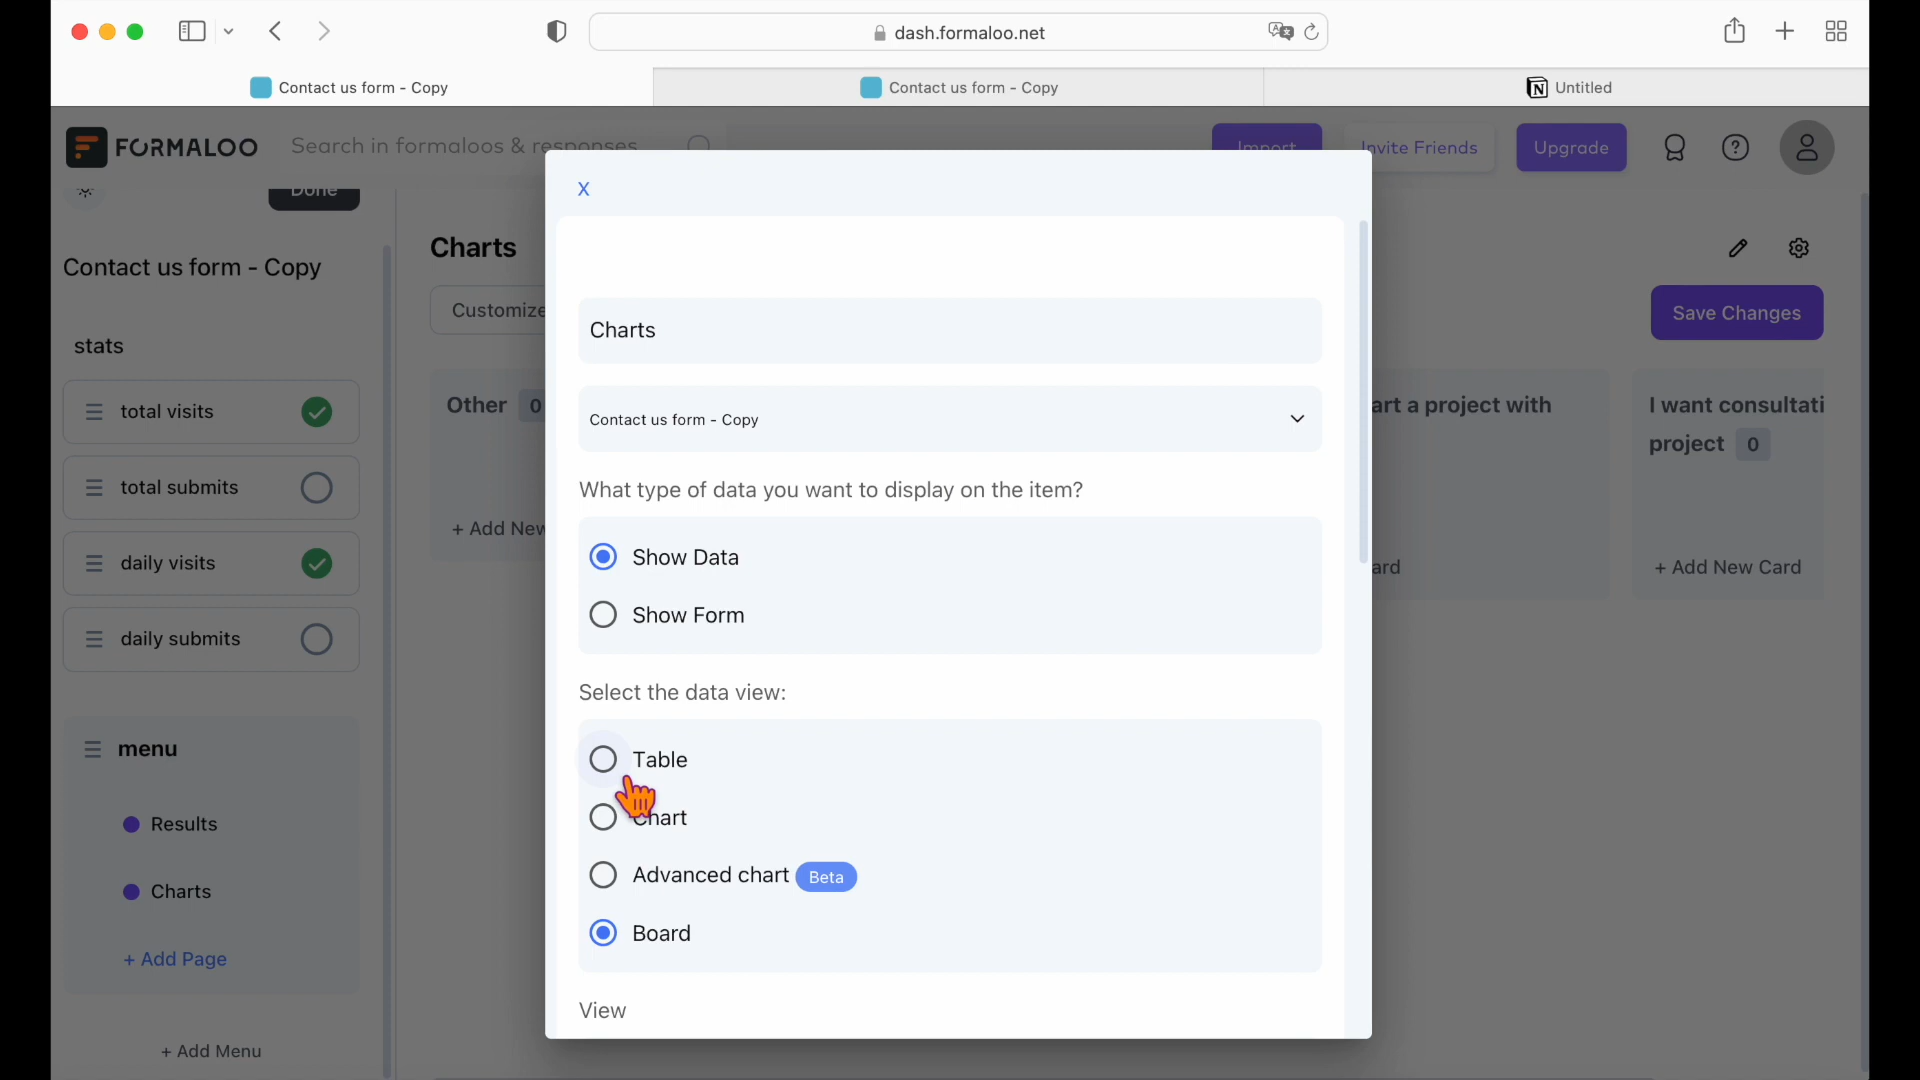 dash.formaloo.net
Contact us form - Copy
Contact us form - Copy
Untitled
FORMALOO
Search in formaloos & responses
Import
Invite Friends
Upgrade
Done
X
Contact us form - Copy
Charts
Customize
Save Changes
Charts
stats
total visits
total submits
daily visits
daily submits
Other 0
+ Add New
Contact us form - Copy
What type of data you want to display on the item?
Show Data
Show Form
Select the data view:
Table
Chart
Advanced chart Beta
Board
View
art a project with
ard
I want consultati
project 0
+ Add New Card
menu
Results
Charts
+ Add Page
+ Add Menu